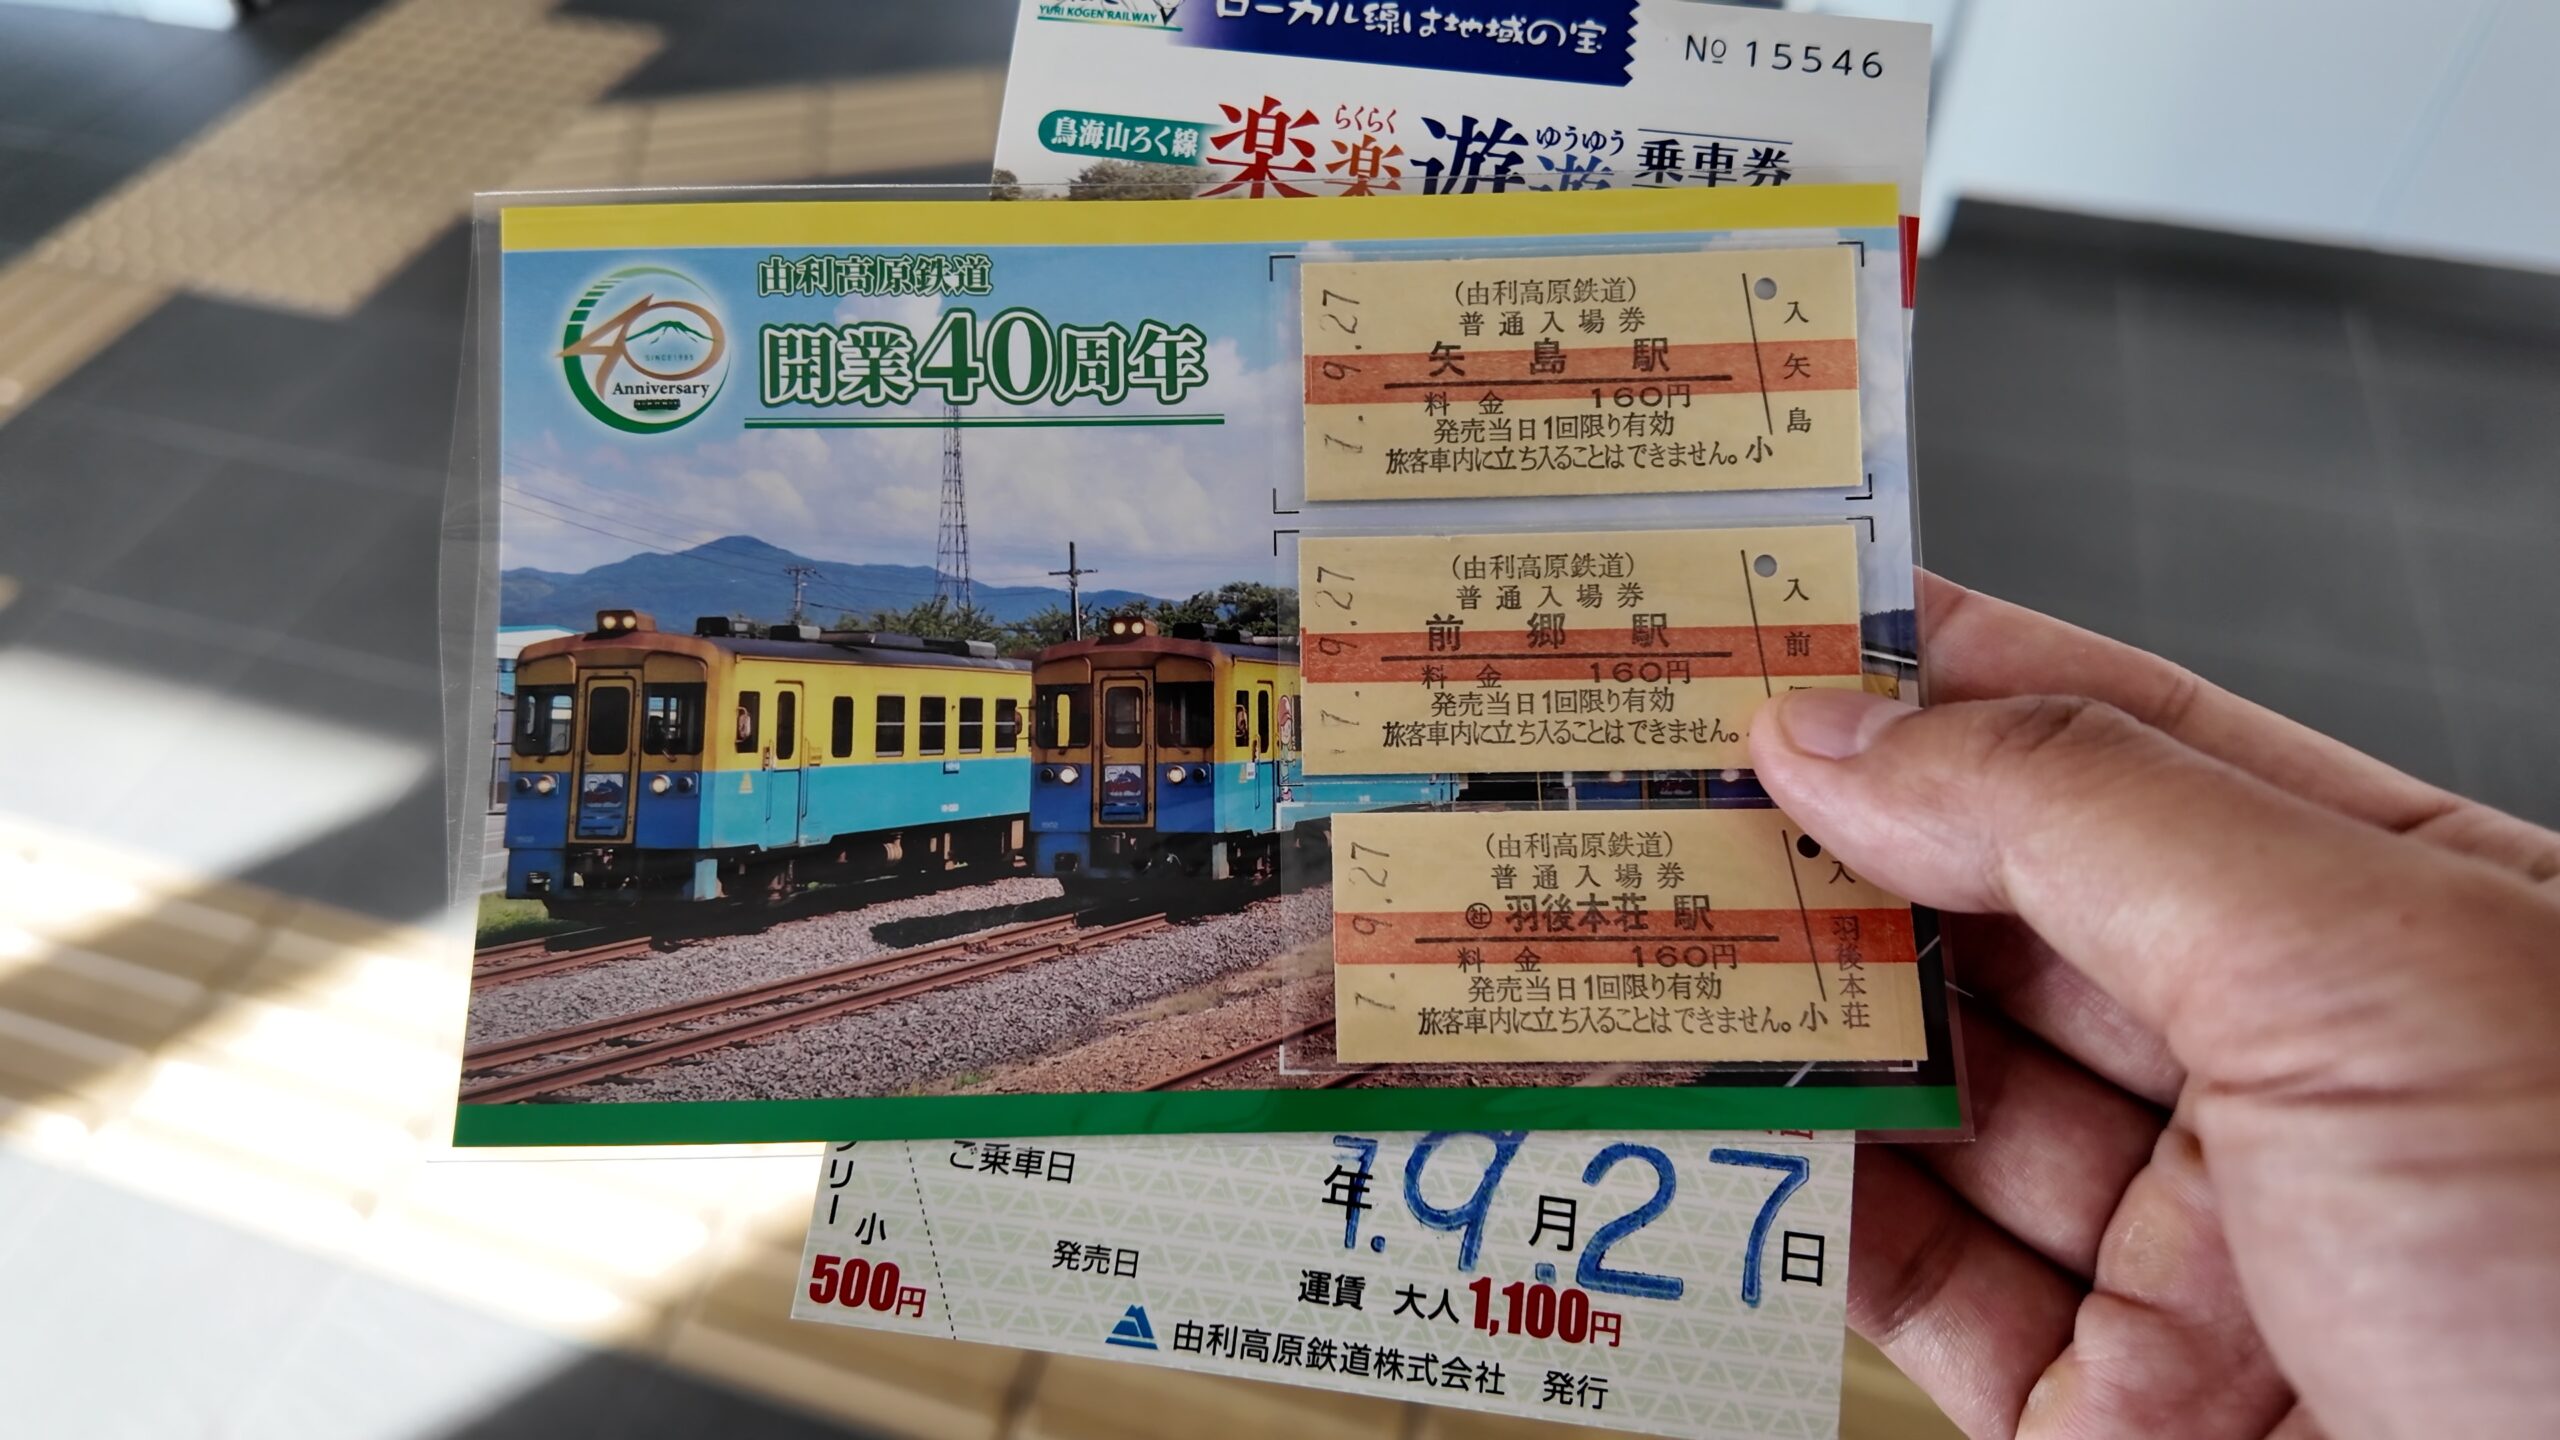 YURI KOGEN RAILWAY
ローカル線は地域の宝
№ 15546
鳥海山ろく線
らくらく
ゆうゆう
楽楽遊遊乗車券
40
SINCE1985
Anniversary
由利高原鉄道
開業40周年
7.9.27
(由利高原鉄道)
普通入場券
矢島駅
料金 160円
発売当日1回限り有効
旅客車内に立ち入ることはできません。小
入
矢
島
7.9.27
(由利高原鉄道)
普通入場券
前郷駅
料金 160円
発売当日1回限り有効
旅客車内に立ち入ることはできません。
入
前
7.9.27
(由利高原鉄道)
普通入場券
㊓羽後本荘駅
料金 160円
発売当日1回限り有効
旅客車内に立ち入ることはできません。小
入
羽後本荘
リー
小
500円
ご乗車日
年 月 日
7.9.27
発売日
運賃 大人1,100円
由利高原鉄道株式会社 発行